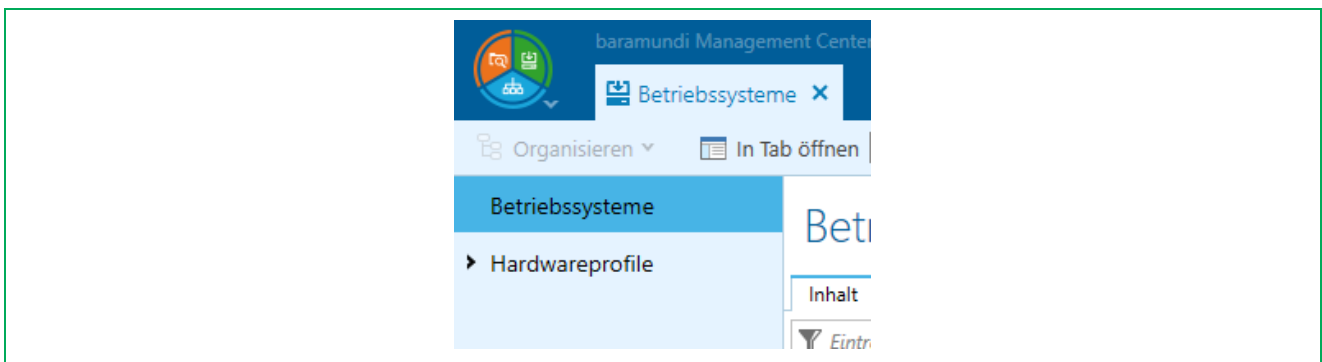 baramundi Management Center
Betriebssysteme
Organisieren
In Tab öffnen
Betriebssysteme
Hardwareprofile
Inhalt